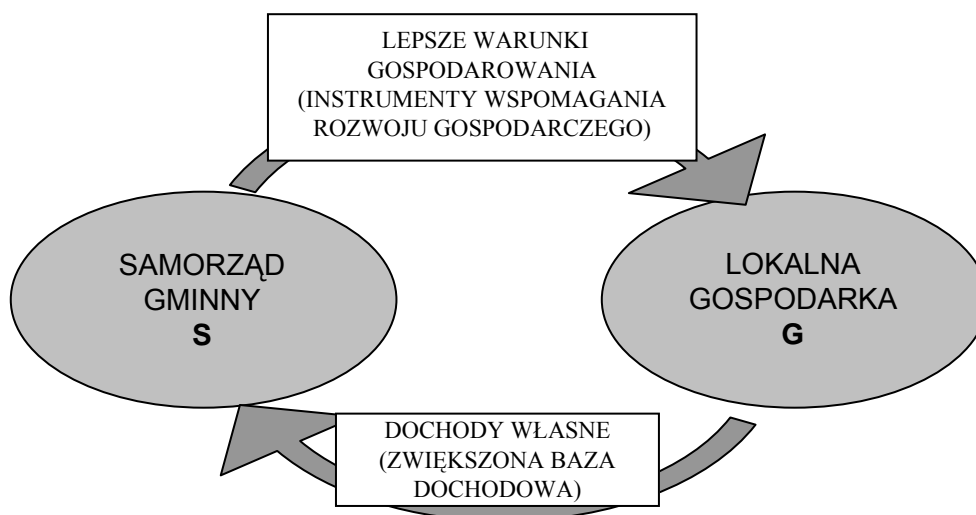 LEPSZE WARUNKI
GOSPODAROWANIA
(INSTRUMENTY WSPOMAGANIA
ROZWOJU GOSPODARCZEGO)
SAMORZĄD
GMINNY
S
LOKALNA
GOSPODARKA
G
DOCHODY WŁASNE
(ZWIĘKSZONA BAZA
DOCHODOWA)